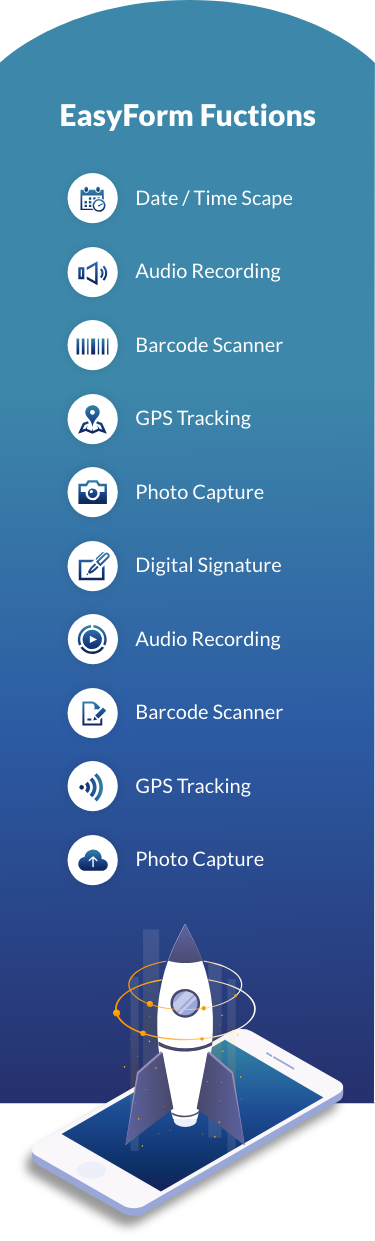 EasyForm Fuctions
Date / Time Scape
Audio Recording
Barcode Scanner
GPS Tracking
Photo Capture
Digital Signature
Audio Recording
Barcode Scanner
GPS Tracking
Photo Capture